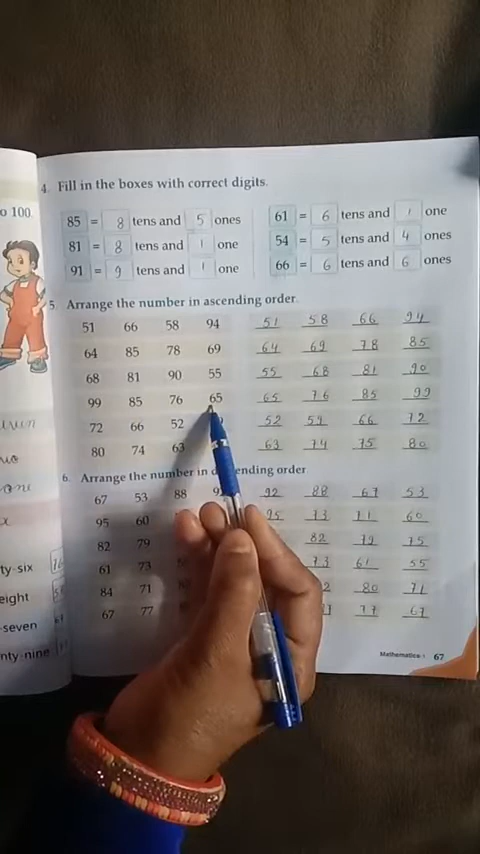 4. Fill in the boxes with correct digits.
o 100.
85 = 8 tens and 5 ones
61 = 6 tens and 1 one
81 = 8 tens and 1 one
54 = 5 tens and 4 ones
91 = 9 tens and 1 one
66 = 6 tens and 6 ones
5. Arrange the number in ascending order.
51 66 58 94 51 58 66 94
64 85 78 69 64 69 78 85
68 81 90 55 55 68 81 90
99 85 76 65 65 76 85 99
72 66 52 52 59 66 72
80 74 63 63 74 75 80
6. Arrange the number in ending order
67 53 88 92 88 67 53
95 60 95 73 71 60
82 79 82 79 75
61 73 73 61 55
84 71 80 71
67 77 77 67
ty-six
eight
-seven
nty-nine
Mathematics-1 67